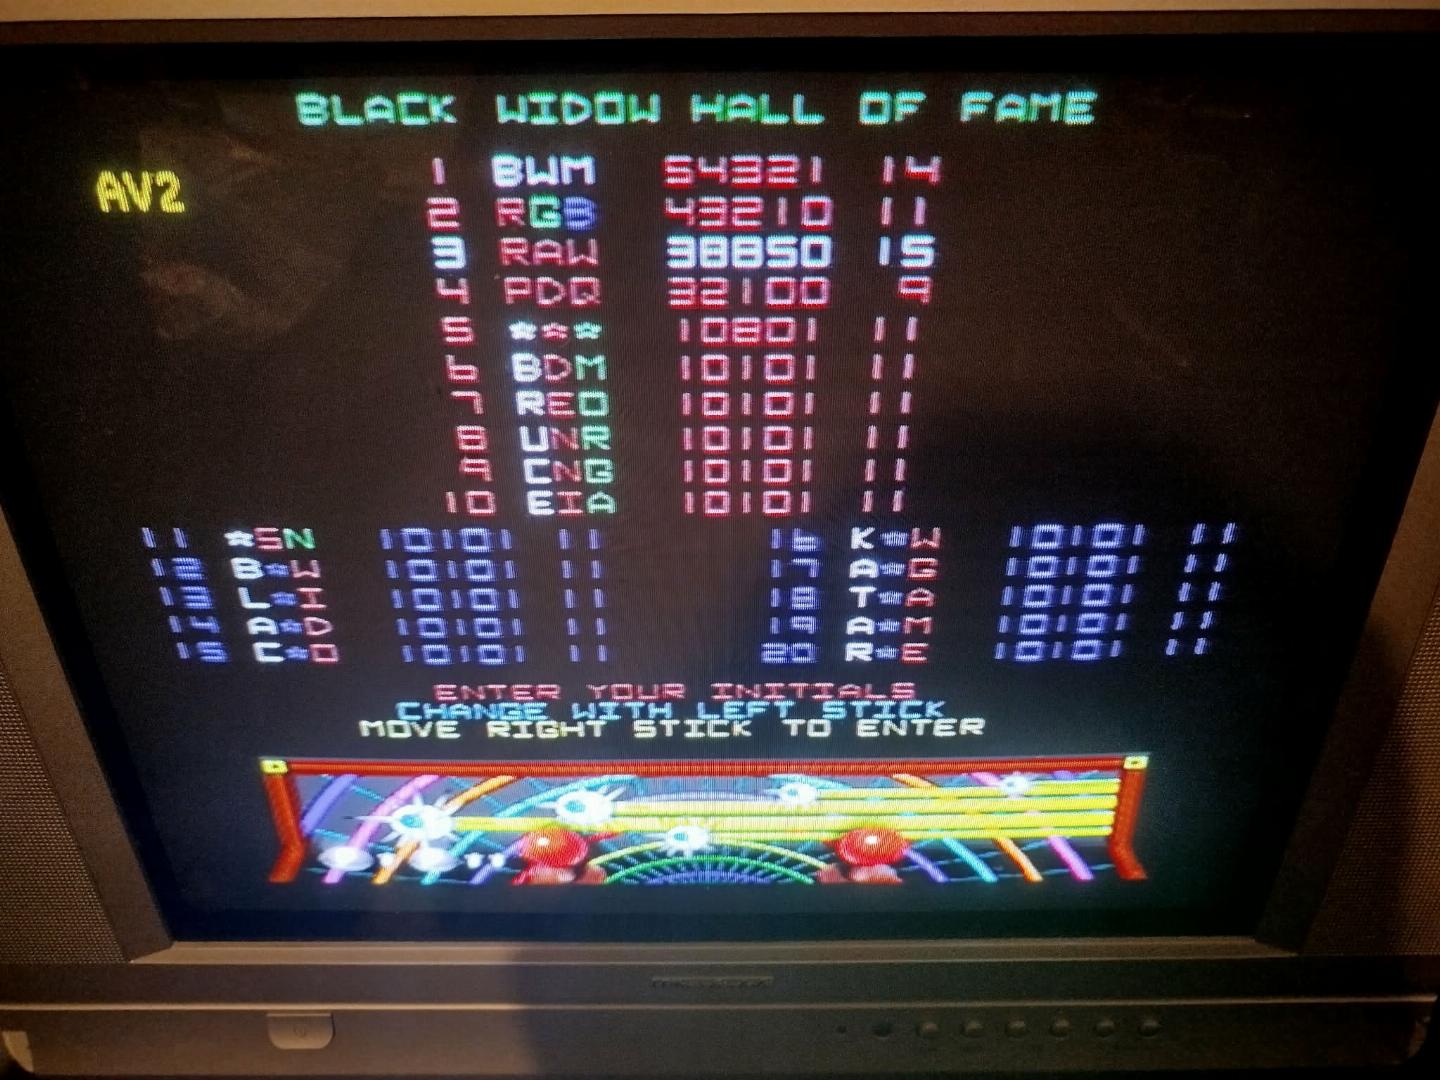 BLACK WIDOW HALL OF FAME
AV2
1 BWM 54321 14
2 RGB 43210 11
3 RAW 38850 15
4 PDQ 32100 9
5 *** 10801 11
6 BDM 10101 11
7 REO 10101 11
8 UNR 10101 11
9 CNG 10101 11
10 EIA 10101 11
11 *SN 10101 11 16 K*W 10101 11
12 B*W 10101 11 17 A*G 10101 11
13 L*I 10101 11 18 T*A 10101 11
14 A*D 10101 11 19 A*M 10101 11
15 C*O 10101 11 20 R*E 10101 11
ENTER YOUR INITIALS
CHANGE WITH LEFT STICK
MOVE RIGHT STICK TO ENTER